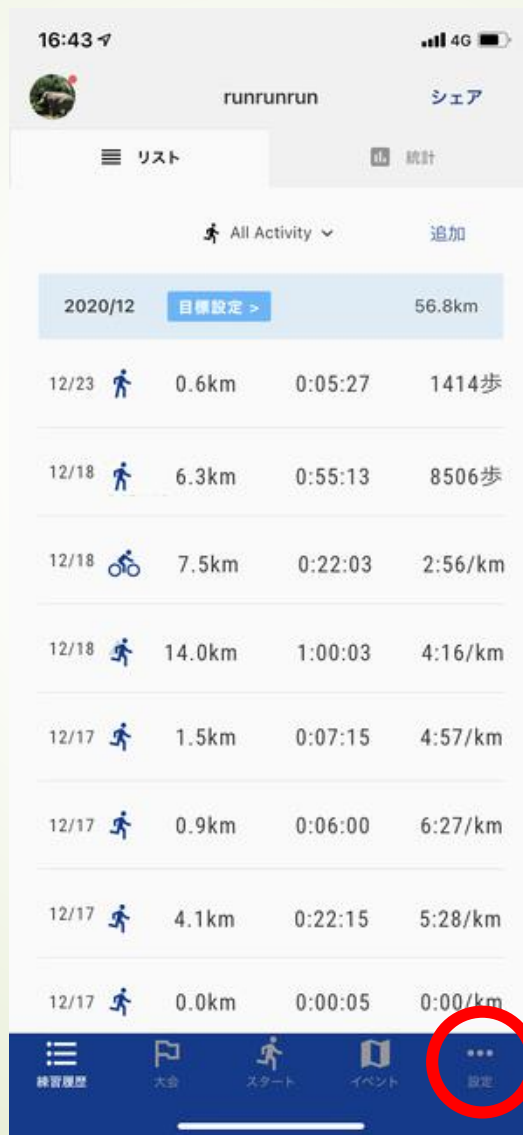 16:43 4G
runrunrun シェア
リスト 統計
All Activity 追加
2020/12 目標設定 > 56.8km
12/23 0.6km 0:05:27 1414歩
12/18 6.3km 0:55:13 8506歩
12/18 7.5km 0:22:03 2:56/km
12/18 14.0km 1:00:03 4:16/km
12/17 1.5km 0:07:15 4:57/km
12/17 0.9km 0:06:00 6:27/km
12/17 4.1km 0:22:15 5:28/km
12/17 0.0km 0:00:05 0:00/km
練習履歴 大会 スタート イベント 設定